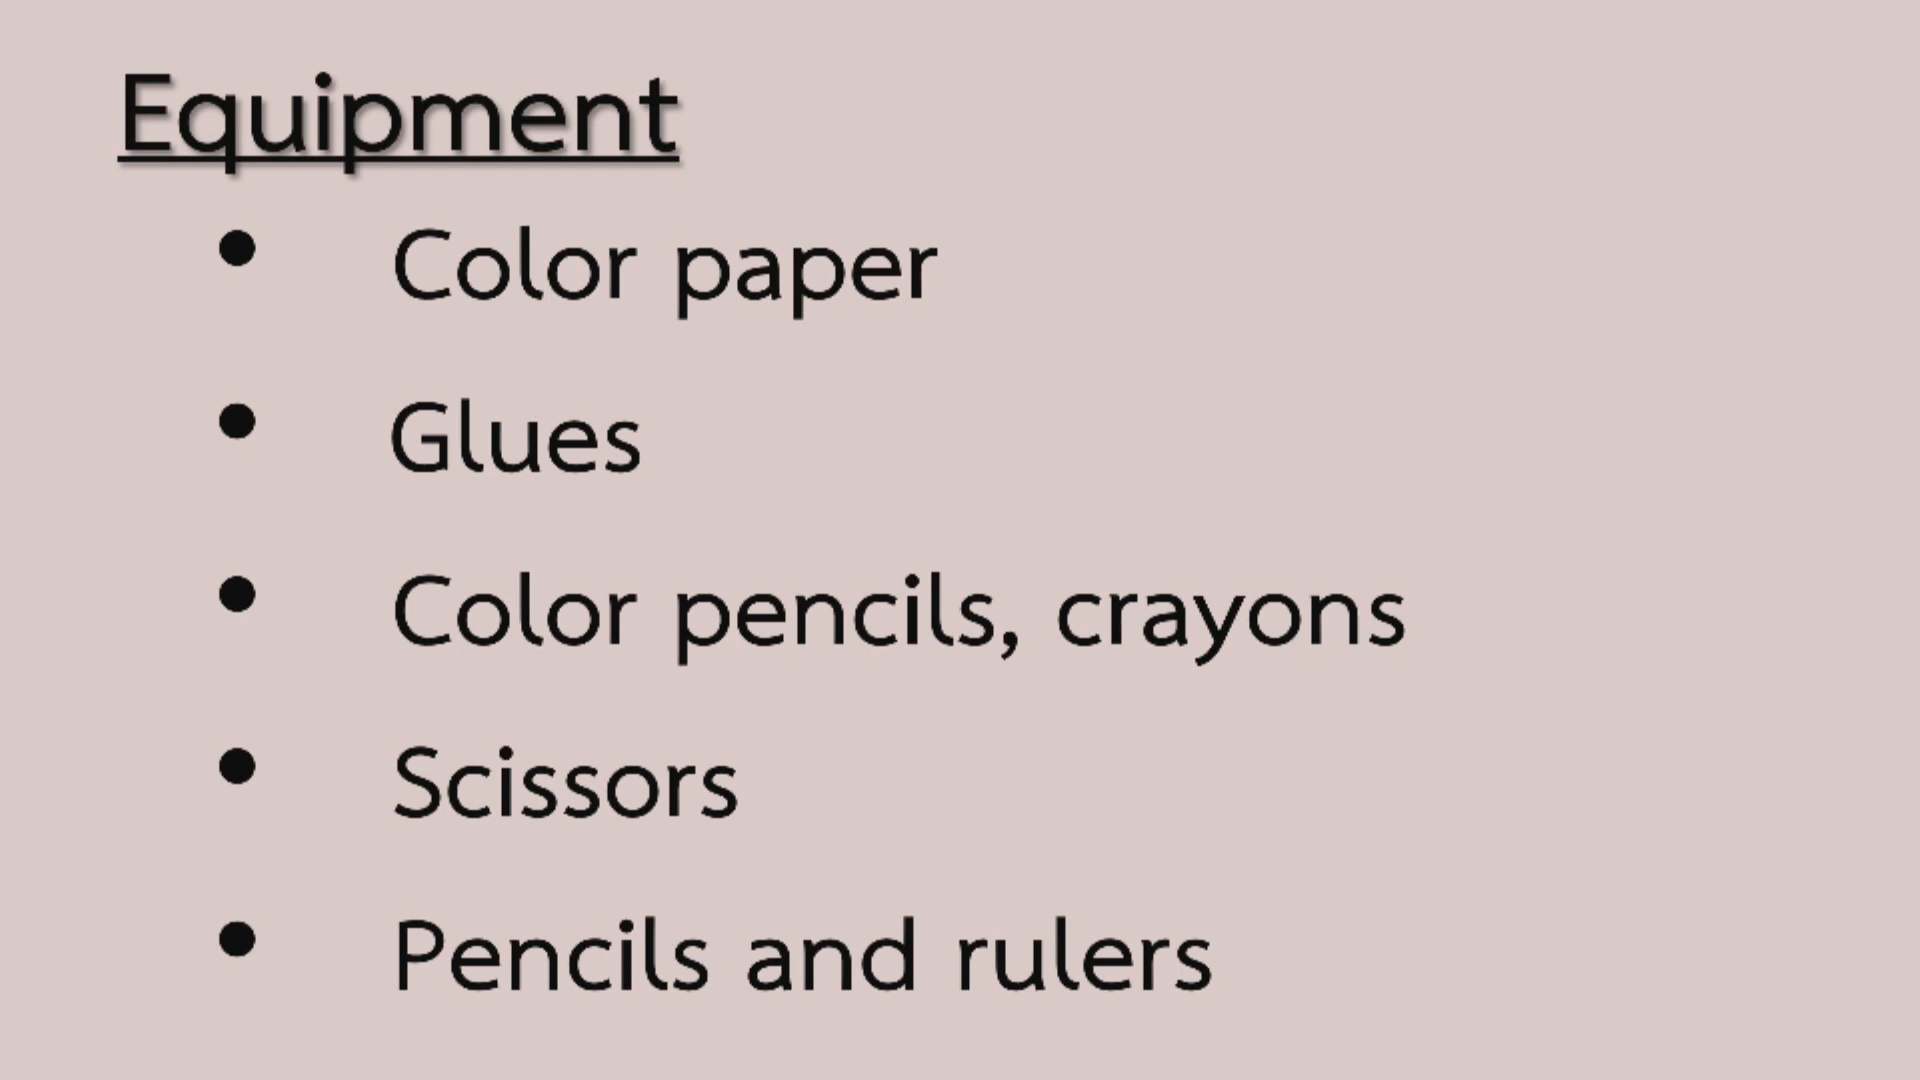 Equipment
• Color paper
• Glues
• Color pencils, crayons
• Scissors
• Pencils and rulers